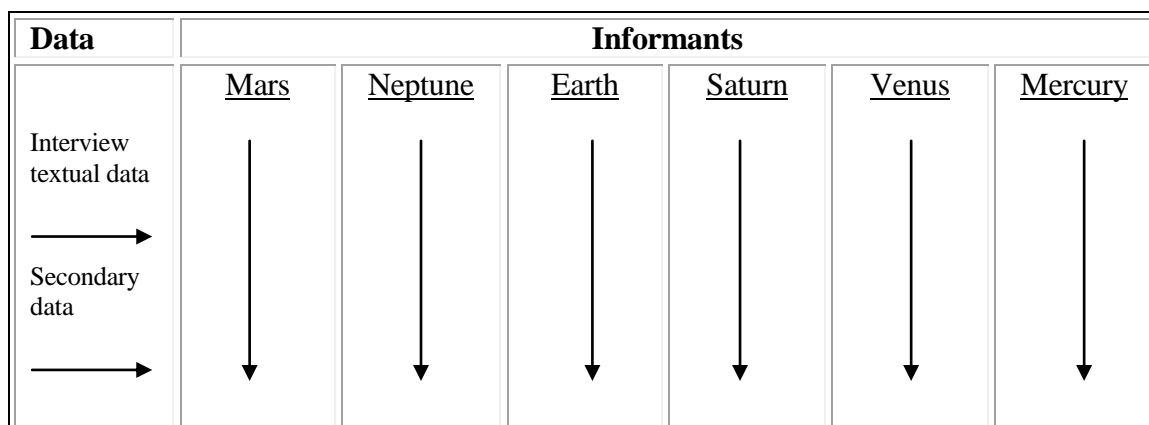 Data Informants
Mars Neptune Earth Saturn Venus Mercury
Interview
textual data
Secondary
data